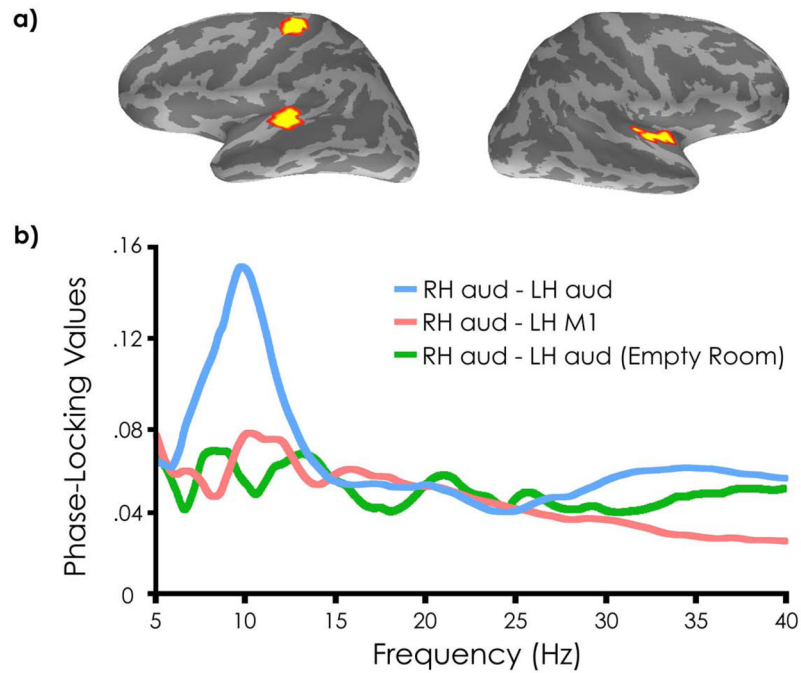 a)
b)
.16
.12
.08
.04
0
Phase-Locking Values
RH aud - LH aud
RH aud - LH M1
RH aud - LH aud (Empty Room)
5 10 15 20 25 30 35 40
Frequency (Hz)